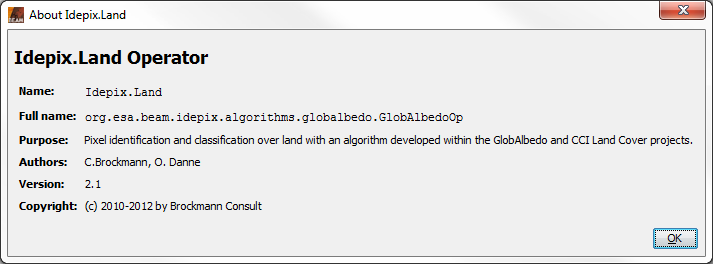 BEAM
About Idepix.Land
Idepix.Land Operator
Name: Idepix.Land
Full name: org.esa.beam.idepix.algorithms.globalbedo.GlobAlbedoOp
Purpose: Pixel identification and classification over land with an algorithm developed within the GlobAlbedo and CCI Land Cover projects.
Authors: C.Brockmann, O. Danne
Version: 2.1
Copyright: (c) 2010-2012 by Brockmann Consult
OK